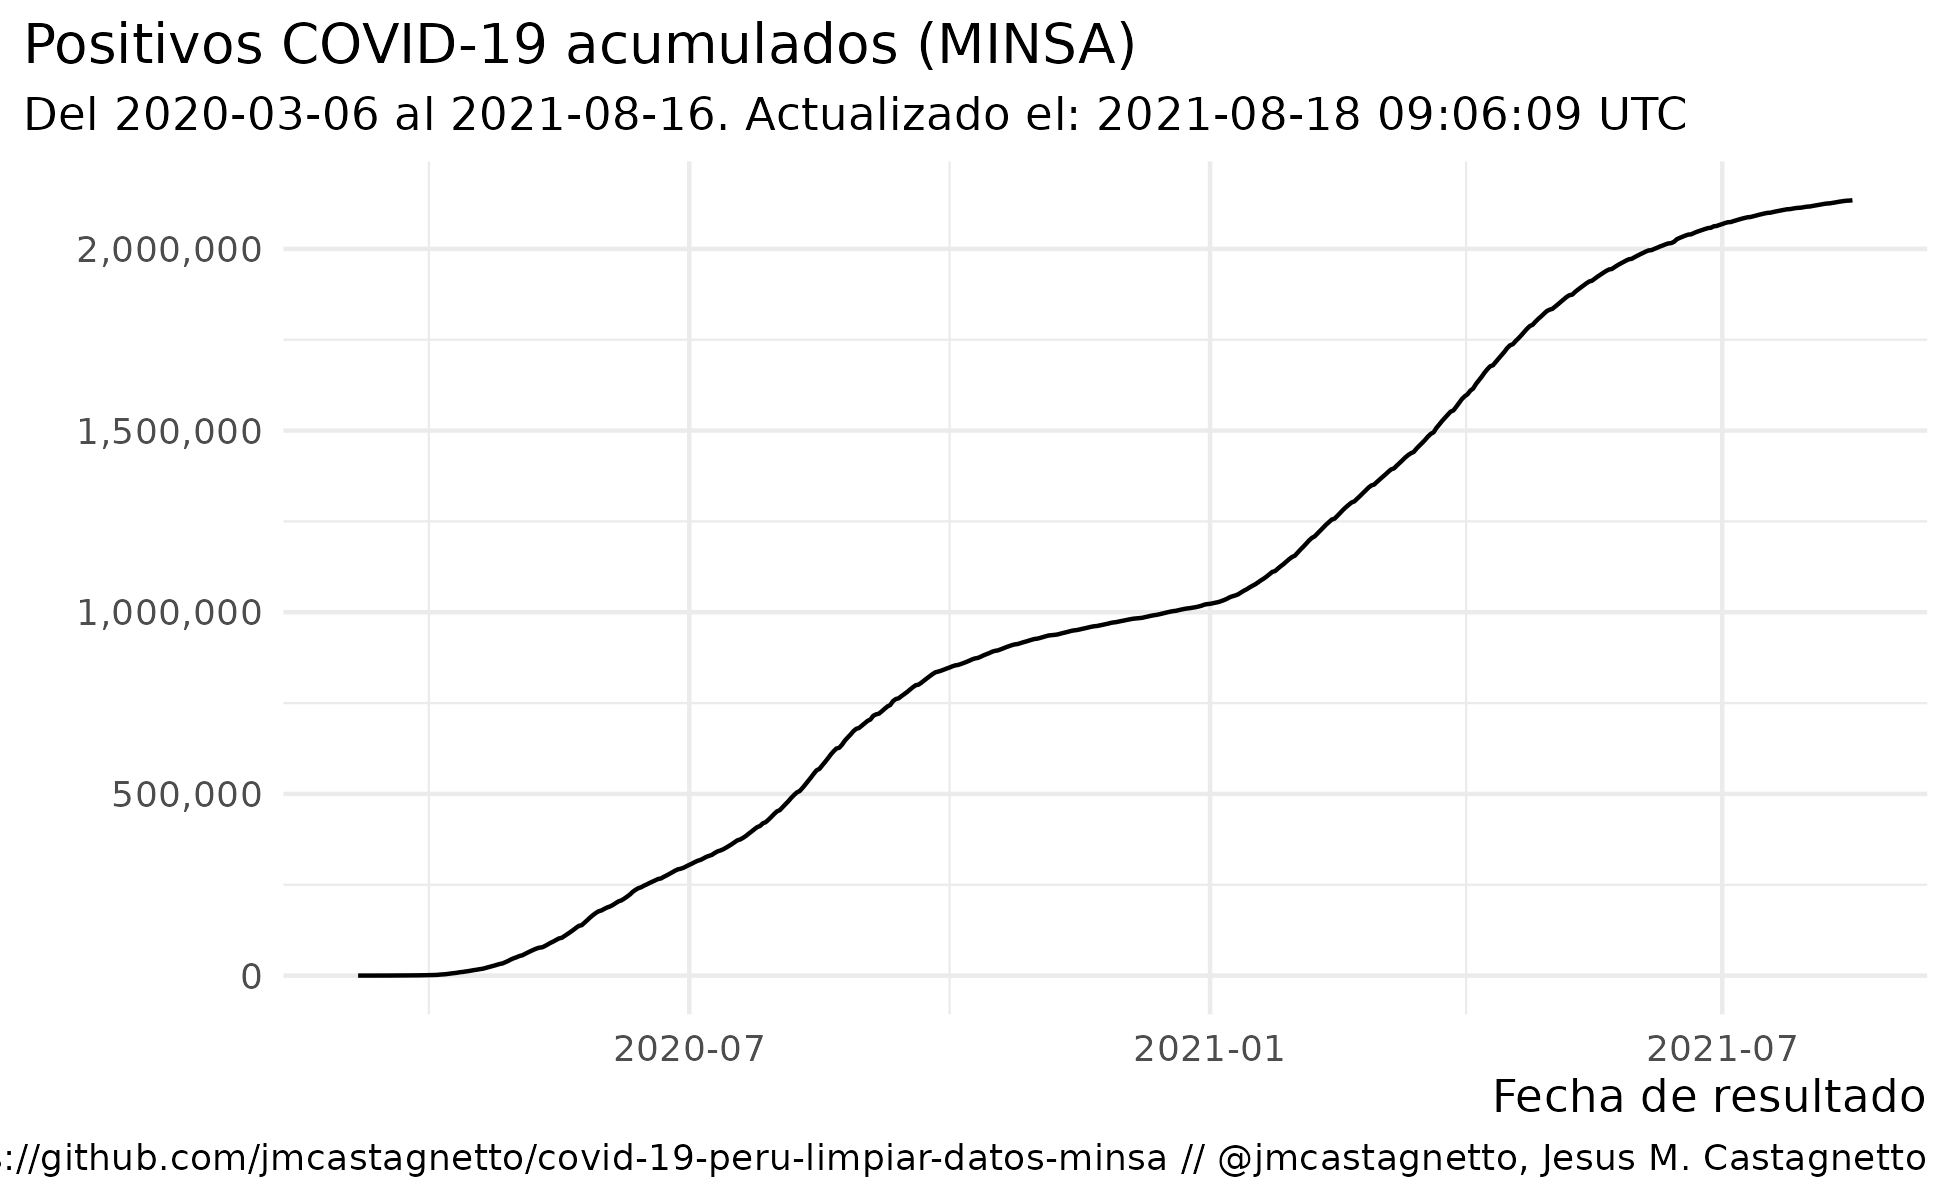 Positivos COVID-19 acumulados (MINSA)
Del 2020-03-06 al 2021-08-16. Actualizado el: 2021-08-18 09:06:09 UTC
2,000,000
1,500,000
1,000,000
500,000
0
2020-07 2021-01 2021-07
Fecha de resultado
://github.com/jmcastagnetto/covid-19-peru-limpiar-datos-minsa // @jmcastagnetto, Jesus M. Castagnetto